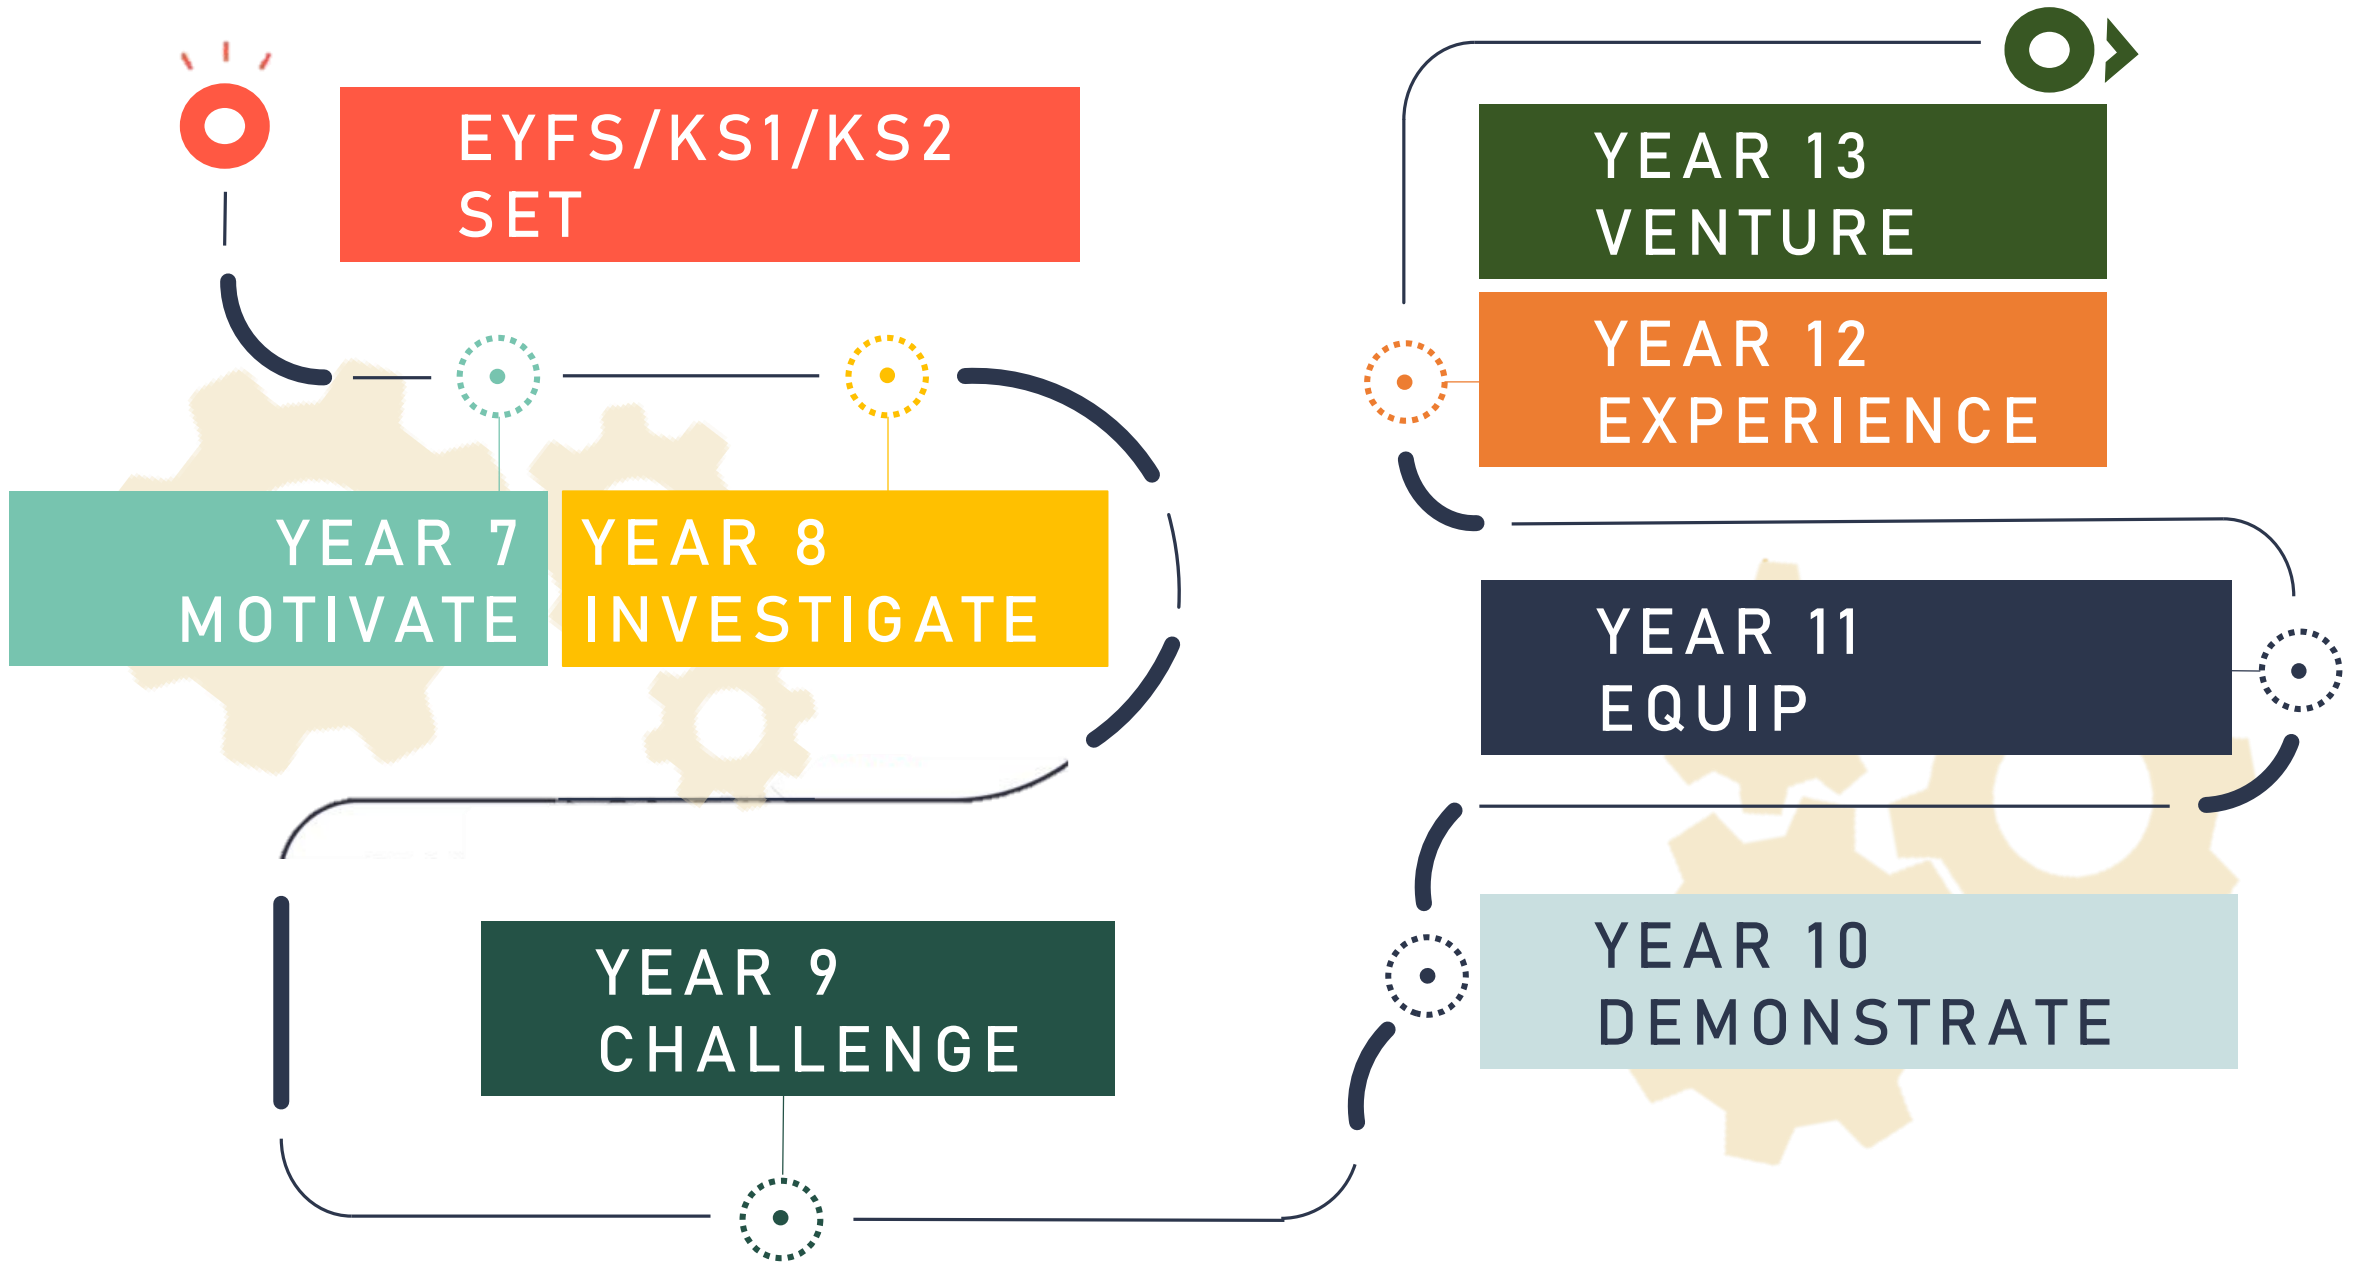 EYFS/KS1/KS2
SET
YEAR 7
MOTIVATE
YEAR 8
INVESTIGATE
YEAR 9
CHALLENGE
YEAR 10
DEMONSTRATE
YEAR 11
EQUIP
YEAR 12
EXPERIENCE
YEAR 13
VENTURE